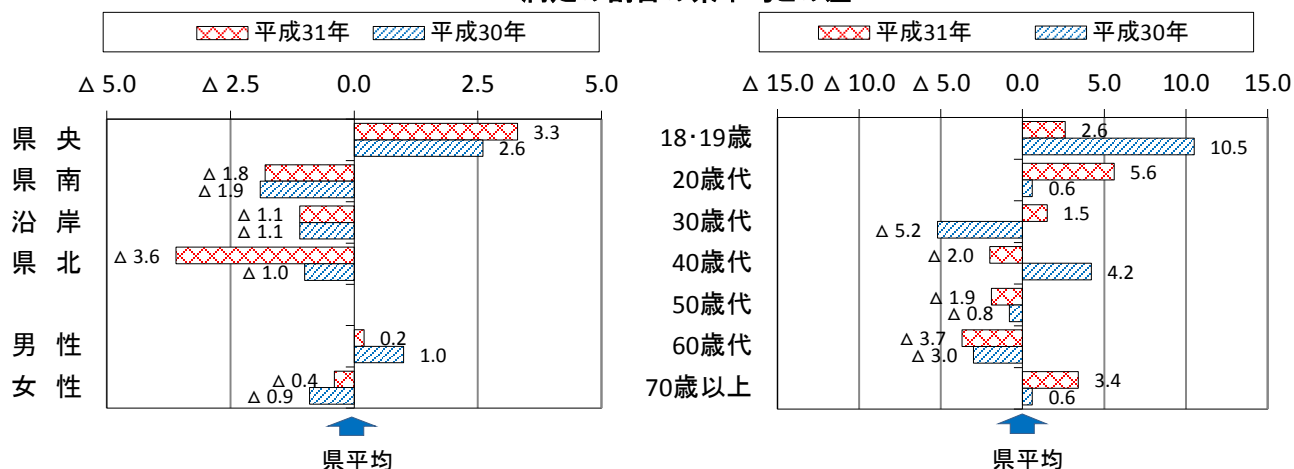 平成31年 平成30年
△ 5.0 △ 2.5 0.0 2.5 5.0
県 央 3.3
2.6
県 南 △ 1.8
△ 1.9
沿 岸 △ 1.1
△ 1.1
県 北 △ 3.6
△ 1.0
男 性 0.2
1.0
女 性 △ 0.4
△ 0.9
県平均
平成31年 平成30年
△ 15.0 △ 10.0 △ 5.0 0.0 5.0 10.0 15.0
18・19歳 2.6
10.5
20歳代 5.6
0.6
30歳代 1.5
△ 5.2
40歳代 △ 2.0
4.2
50歳代 △ 1.9
△ 0.8
60歳代 △ 3.7
△ 3.0
70歳以上 3.4
0.6
県平均